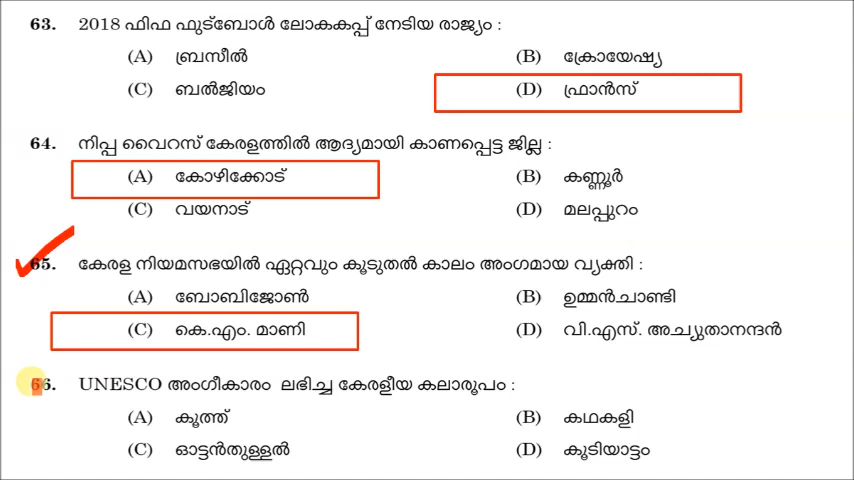 63. 2018 ഫിഫ ഫുട്ബോൾ ലോകകപ്പ് നേടിയ രാജ്യം :
(A) ബ്രസീൽ (B) ക്രോയേഷ്യ
(C) ബൽജിയം (D) ഫ്രാൻസ്
64. നിപ്പ വൈറസ് കേരളത്തിൽ ആദ്യമായി കാണപ്പെട്ട ജില്ല :
(A) കോഴിക്കോട് (B) കണ്ണൂർ
(C) വയനാട് (D) മലപ്പുറം
65. കേരള നിയമസഭയിൽ ഏറ്റവും കൂടുതൽ കാലം അംഗമായ വ്യക്തി :
(A) ബോബിജോൺ (B) ഉമ്മൻചാണ്ടി
(C) കെ.എം. മാണി (D) വി.എസ്. അച്യുതാനന്ദൻ
66. UNESCO അംഗീകാരം ലഭിച്ച കേരളീയ കലാരൂപം :
(A) കൂത്ത് (B) കഥകളി
(C) ഓട്ടൻതുള്ളൽ (D) കൂടിയാട്ടം